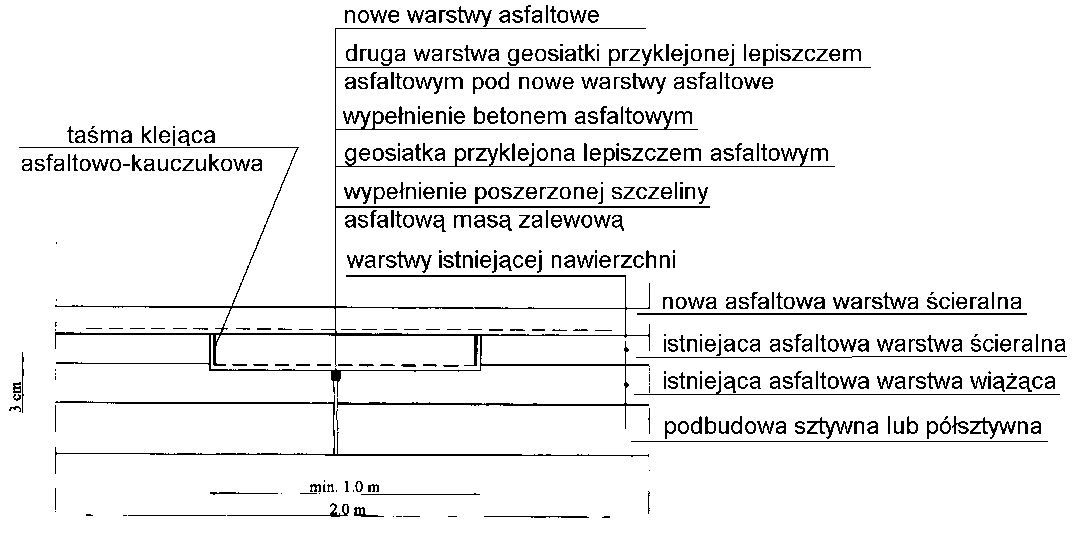 nowe warstwy asfaltowe
druga warstwa geosiatki przyklejonej lepiszczem
asfaltowym pod nowe warstwy asfaltowe
wypełnienie betonem asfaltowym
taśma klejąca
asfaltowo-kauczukowa
geosiatka przyklejona lepiszczem asfaltowym
wypełnienie poszerzonej szczeliny
asfaltową masą zalewową
warstwy istniejącej nawierzchni
nowa asfaltowa warstwa ścieralna
istniejaca asfaltowa warstwa ścieralna
istniejąca asfaltowa warstwa wiążąca
podbudowa sztywna lub półsztywna
3 cm
min. 1.0 m
2.0 m